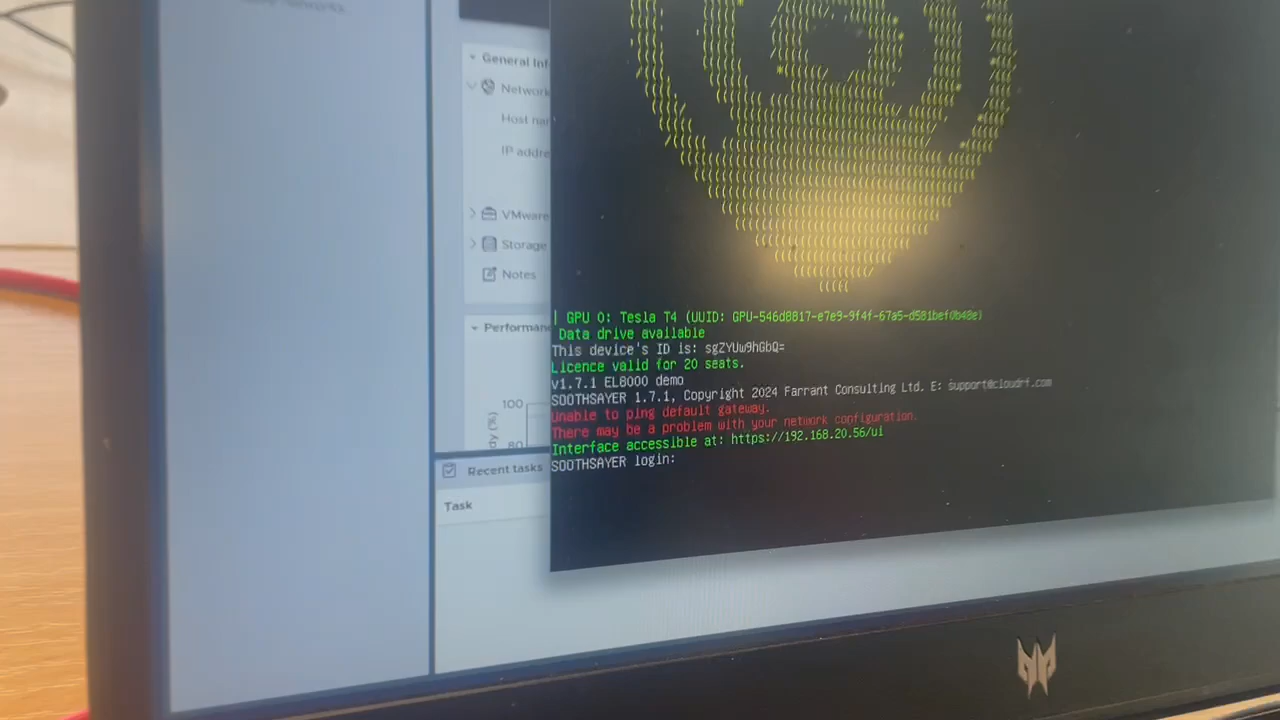 General Inf
Network
Host nam
IP addre
VMware
Storage
Notes
Performanc
100
80
Recent tasks
Task
| GPU 0: Tesla T4 (UUID: GPU-546d8817-e7e9-9f4f-67a5-d581bef0b48e)
Data drive available
This device's ID is: sgZYUw9hGbQ=
Licence valid for 20 seats.
v1.7.1 EL8000 demo
SOOTHSAYER 1.7.1, Copyright 2024 Farrant Consulting Ltd. E: support@cloudrf.com
Unable to ping default gateway.
There may be a problem with your network configuration.
Interface accessible at: https://192.168.20.56/ui
SOOTHSAYER login: